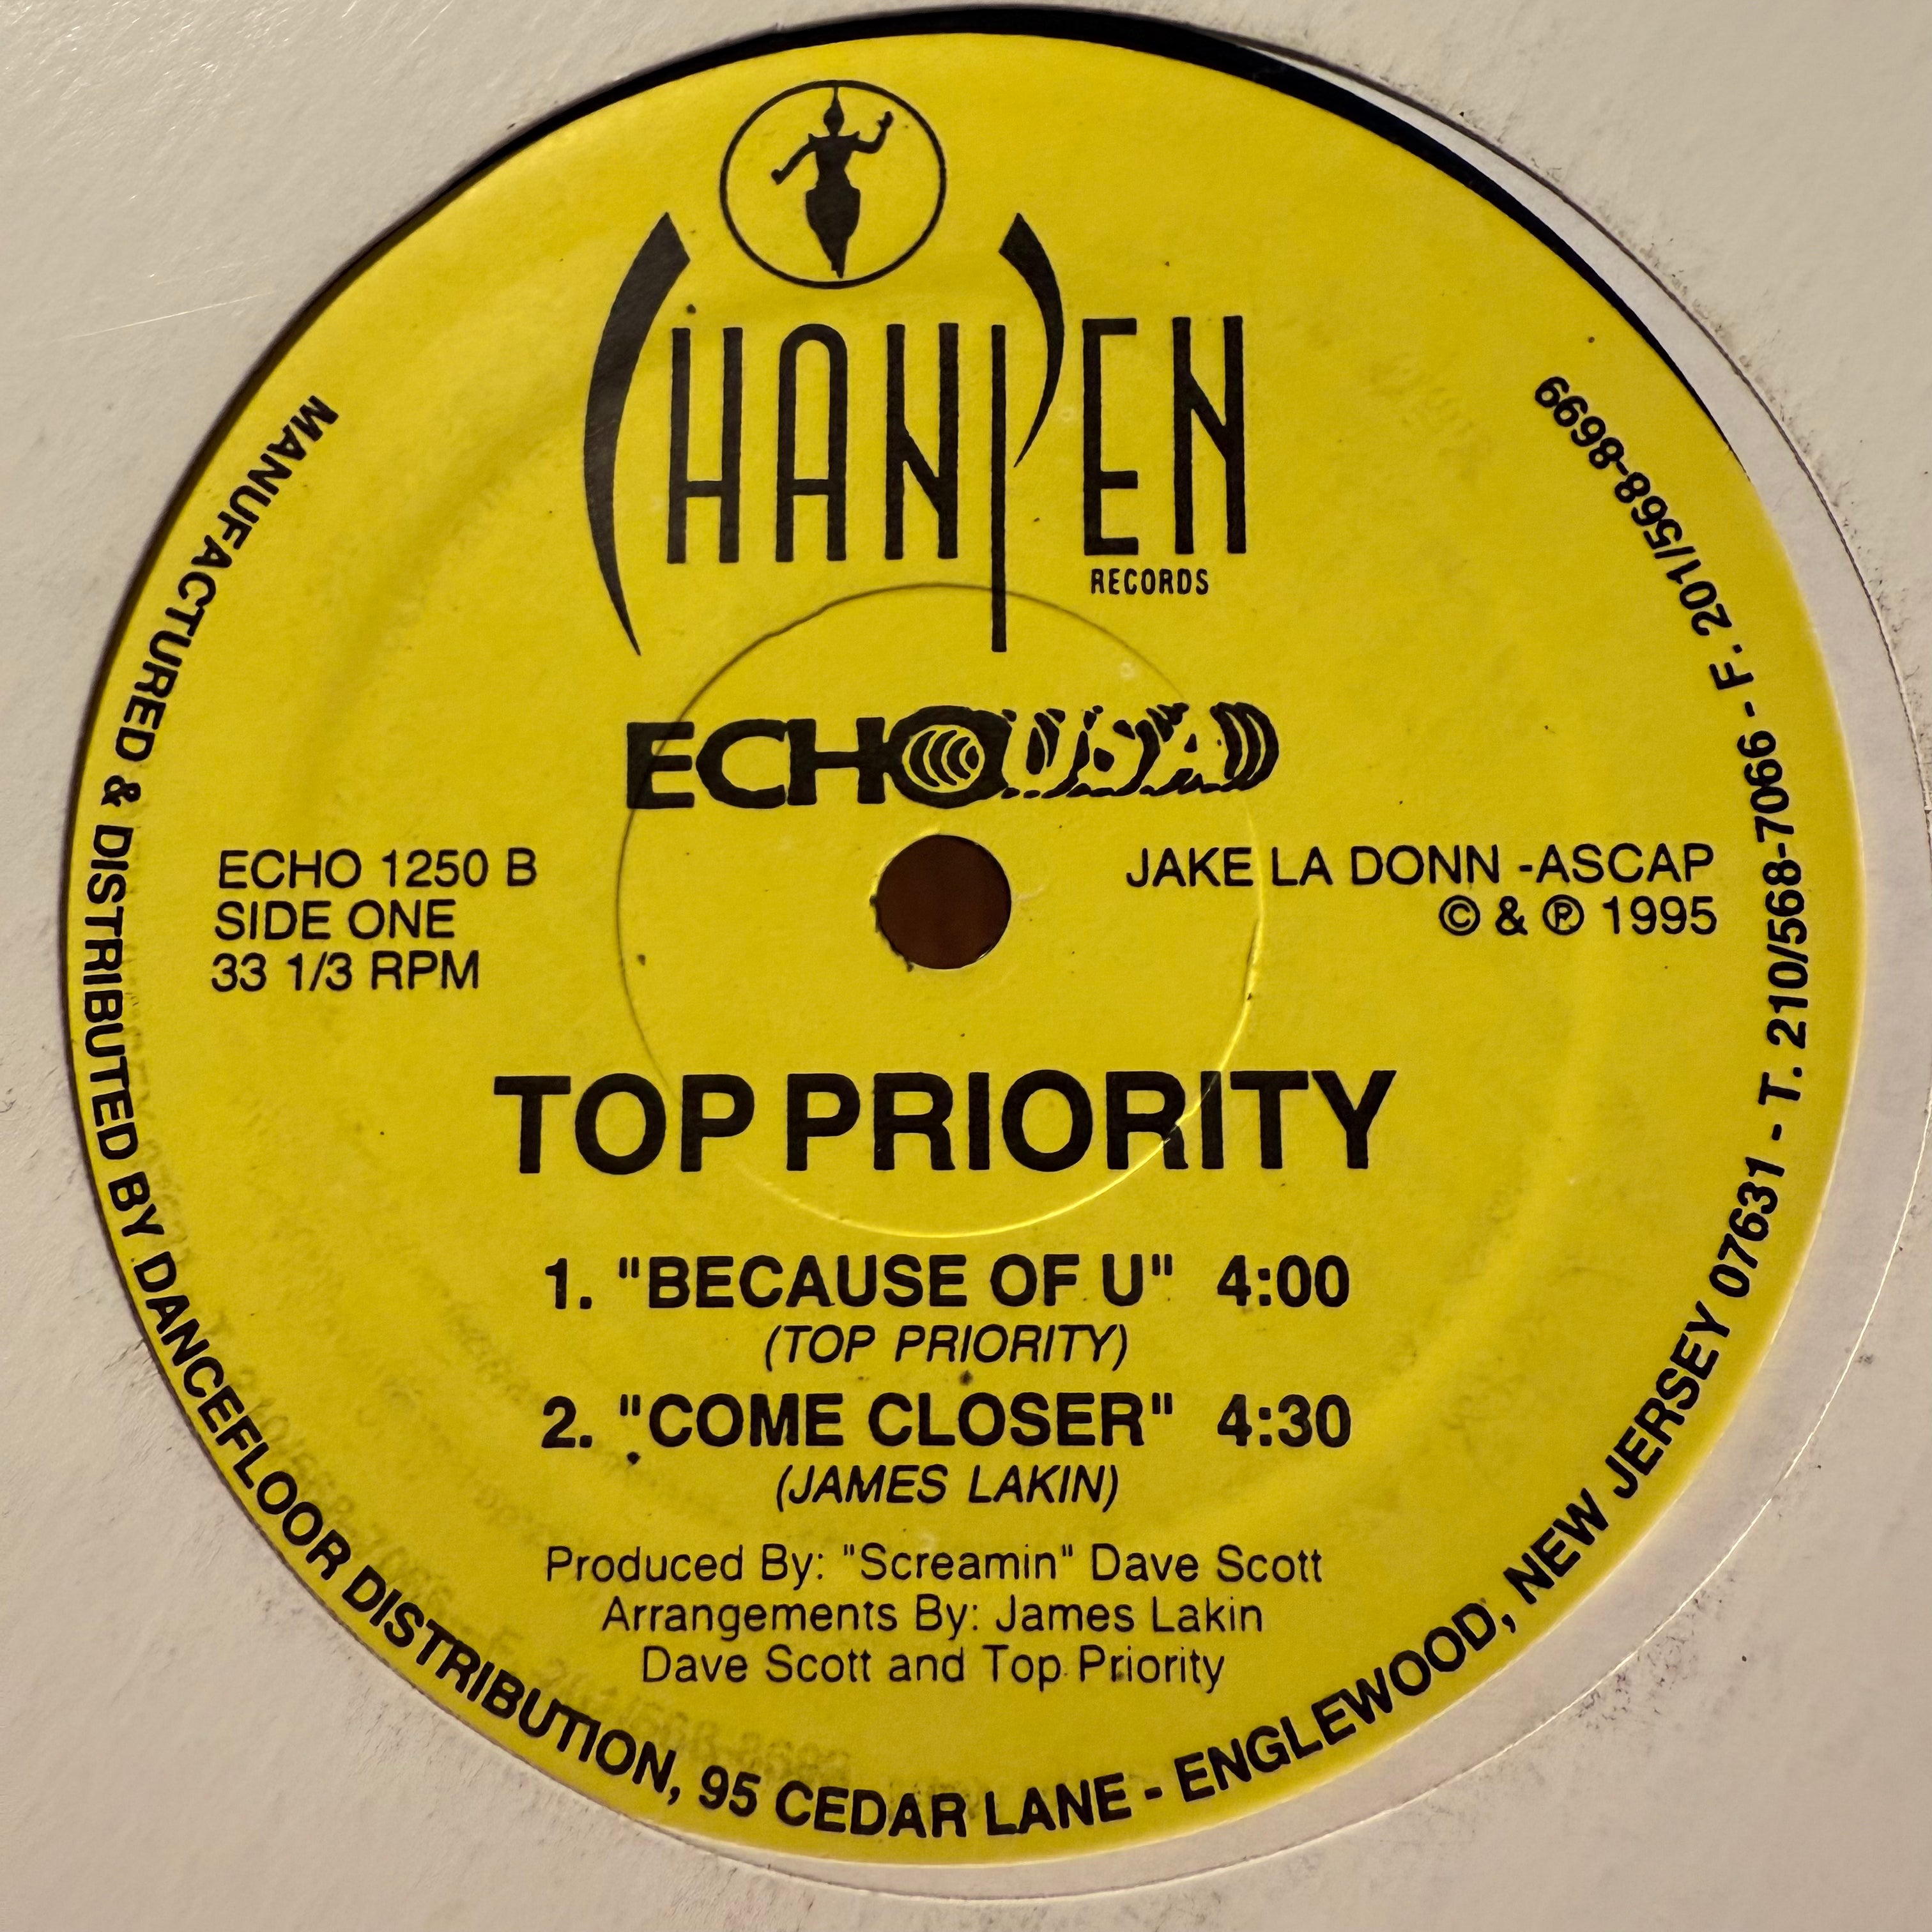 CHANPEN
RECORDS
ECHO USA
ECHO 1250 B
SIDE ONE
33 1/3 RPM
JAKE LA DONN -ASCAP
© & ℗ 1995
TOP PRIORITY
1. "BECAUSE OF U" 4:00
(TOP PRIORITY)
2. "COME CLOSER" 4:30
(JAMES LAKIN)
Produced By: "Screamin" Dave Scott
Arrangements By: James Lakin
Dave Scott and Top Priority
MANUFACTURED & DISTRIBUTED BY DANCEFLOOR DISTRIBUTION, 95 CEDAR LANE - ENGLEWOOD, NEW JERSEY 07631 - T. 210/568-7066 - F. 201/568-8699